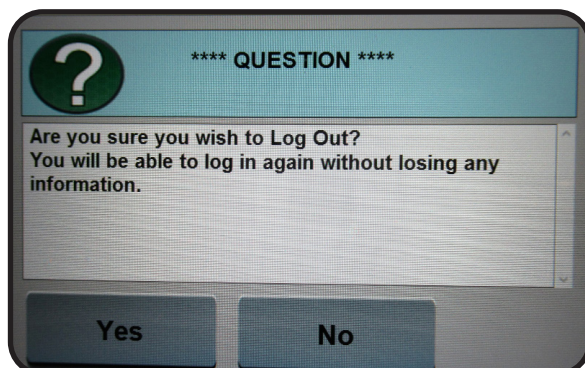 **** QUESTION ****
Are you sure you wish to Log Out?
You will be able to log in again without losing any
information.
Yes
No